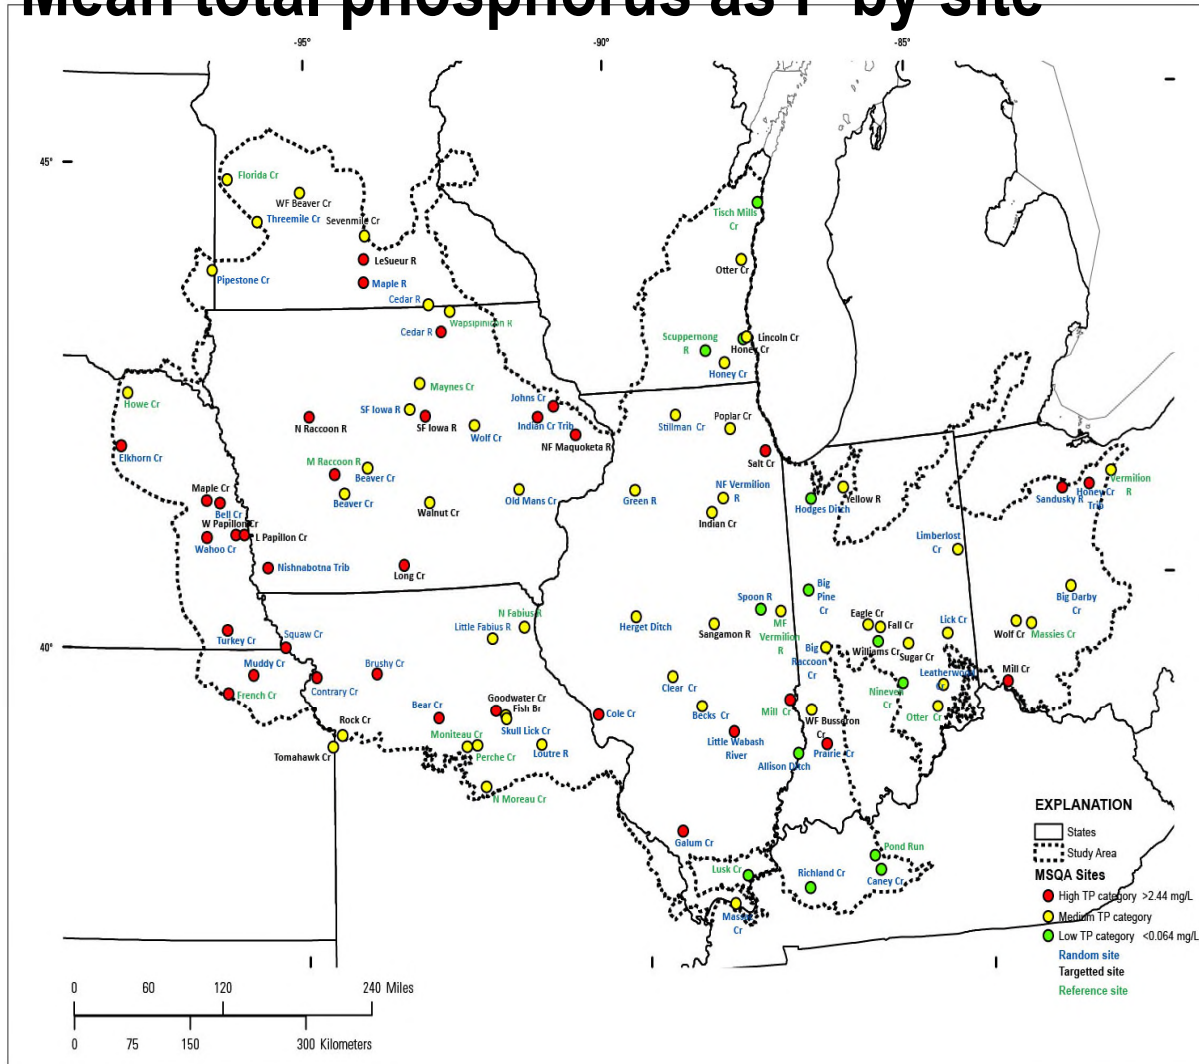 Mean total phosphorus as P by site
-95°
-90°
-85°
45°
40°
Florida Cr
WF Beaver Cr
Threemile Cr
Sevenmile Cr
LeSueur R
Maple R
Pipestone Cr
Cedar R
Wapsipinicon R
Cedar R
Tisch Mills
Cr
Otter Cr
Scuppernong
R
Lincoln Cr
Honey Cr
Honey Cr
Howe Cr
Elkhorn Cr
Maynes Cr
SF Iowa R
SF Iowa R
N Raccoon R
Wolf Cr
Johns Cr
Indian Cr Trib
NF Maquoketa R
Stillman Cr
Poplar Cr
Salt Cr
M Raccoon R
Beaver Cr
Beaver Cr
Walnut Cr
Old Mans Cr
Green R
NF Vermilion
R
Indian Cr
Hodges Ditch
Yellow R
Sandusky R
Honey Cr
Trib
Vermilion
R
Maple Cr
Bell Cr
W Papillon Cr
L Papillon Cr
Wahoo Cr
Nishnabotna Trib
Long Cr
Limberlost
Cr
Big
Pine
Cr
Big Darby
Cr
N Fabius R
Little Fabius R
Herget Ditch
Spoon R
Sangamon R
MF
Vermilion
R
Eagle Cr
Fall Cr
Williams Cr
Sugar Cr
Lick Cr
Wolf Cr
Massies Cr
Turkey Cr
Squaw Cr
Muddy Cr
French Cr
Contrary Cr
Brushy Cr
Big
Raccoon
Cr
Clear Cr
Becks Cr
Leatherwood
Cr
Nineveh
Cr
Otter Cr
Mill Cr
Mill Cr
Goodwater Cr
Fish Br
Skull Lick Cr
Bear Cr
Cole Cr
Little Wabash
River
WF Busseron
Cr
Prairie Cr
Allison Ditch
Rock Cr
Tomahawk Cr
Moniteau Cr
Perche Cr
Loutre R
N Moreau Cr
Galum Cr
Lusk Cr
Massac
Cr
Richland Cr
Pond Run
Caney Cr
EXPLANATION
States
Study Area
MSQA Sites
High TP category >2.44 mg/L
Medium TP category
Low TP category <0.064 mg/L
Random site
Targetted site
Reference site
0 60 120 240 Miles
0 75 150 300 Kilometers